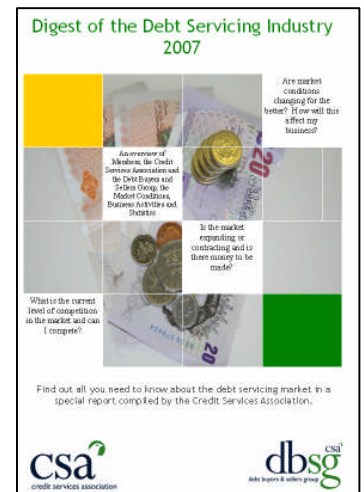 Digest of the Debt Servicing Industry
2007
Are market
conditions
changing for the
better? How will this
affect my
business?
An overview of
Members, the Credit
Services Association and
the Debt Buyers and
Sellers Group, the
Market Conditions,
Business Activities and
Statistics
Is the market
expanding or
contracting and is
there money to be
made?
What is the current
level of competition
in the market and can
I compete?
£20
20
Find out all you need to know about the debt servicing market in a
special report compiled by the Credit Services Association.
csa
credit services association
csa
dbsg
debt buyers & sellers group